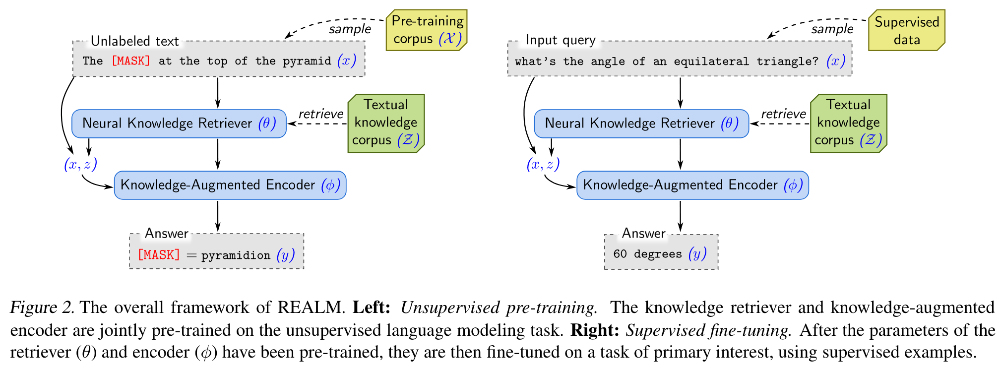 Pre-training
corpus (𝒳)
sample
Unlabeled text
The [MASK] at the top of the pyramid (x)
Neural Knowledge Retriever (θ)
retrieve
Textual
knowledge
corpus (𝒵)
(x, z)
Knowledge-Augmented Encoder (ϕ)
Answer
[MASK] = pyramidion (y)
Supervised
data
sample
Input query
what's the angle of an equilateral triangle? (x)
Neural Knowledge Retriever (θ)
retrieve
Textual
knowledge
corpus (𝒵)
(x, z)
Knowledge-Augmented Encoder (ϕ)
Answer
60 degrees (y)
Figure 2. The overall framework of REALM. Left: Unsupervised pre-training. The knowledge retriever and knowledge-augmented
encoder are jointly pre-trained on the unsupervised language modeling task. Right: Supervised fine-tuning. After the parameters of the
retriever (θ) and encoder (ϕ) have been pre-trained, they are then fine-tuned on a task of primary interest, using supervised examples.